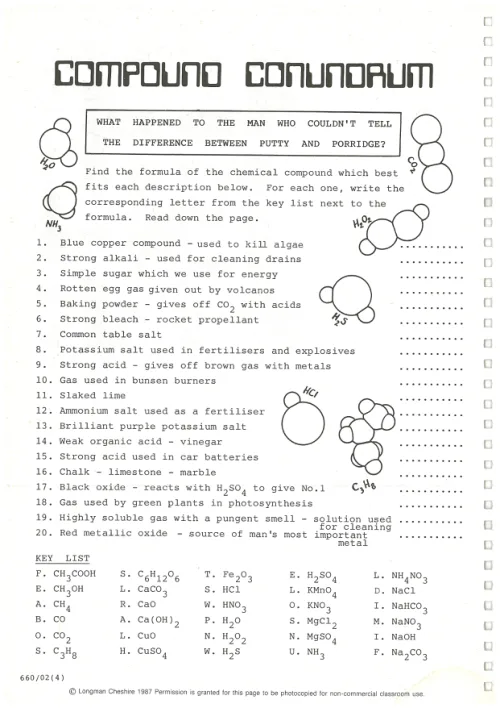 COMPOUND CONUNDRUM
WHAT HAPPENED TO THE MAN WHO COULDN'T TELL
THE DIFFERENCE BETWEEN PUTTY AND PORRIDGE?
H₂O
CO₂
Find the formula of the chemical compound which best
fits each description below. For each one, write the
corresponding letter from the key list next to the
formula. Read down the page.
NH₃
H₂O₂
1. Blue copper compound - used to kill algae ...........
2. Strong alkali - used for cleaning drains ...........
3. Simple sugar which we use for energy ...........
4. Rotten egg gas given out by volcanos ...........
5. Baking powder - gives off CO₂ with acids ...........
6. Strong bleach - rocket propellant ...........
H₂S
7. Common table salt ...........
8. Potassium salt used in fertilisers and explosives ...........
9. Strong acid - gives off brown gas with metals ...........
10. Gas used in bunsen burners ...........
11. Slaked lime ...........
HCl
12. Ammonium salt used as a fertiliser ...........
13. Brilliant purple potassium salt ...........
14. Weak organic acid - vinegar ...........
15. Strong acid used in car batteries ...........
16. Chalk - limestone - marble ...........
17. Black oxide - reacts with H₂SO₄ to give No.1 ...........
C₃H₈
18. Gas used by green plants in photosynthesis ...........
19. Highly soluble gas with a pungent smell - solution used ...........
for cleaning
20. Red metallic oxide - source of man's most important ...........
metal
KEY LIST
F. CH₃COOH S. C₆H₁₂O₆ T. Fe₂O₃ E. H₂SO₄ L. NH₄NO₃
E. CH₃OH L. CaCO₃ S. HCl L. KMnO₄ D. NaCl
A. CH₄ R. CaO W. HNO₃ O. KNO₃ I. NaHCO₃
B. CO A. Ca(OH)₂ P. H₂O S. MgCl₂ M. NaNO₃
O. CO₂ L. CuO N. H₂O₂ N. MgSO₄ I. NaOH
S. C₃H₈ H. CuSO₄ W. H₂S U. NH₃ F. Na₂CO₃
660/02(4)
© Longman Cheshire 1987 Permission is granted for this page to be photocopied for non-commercial classroom use.